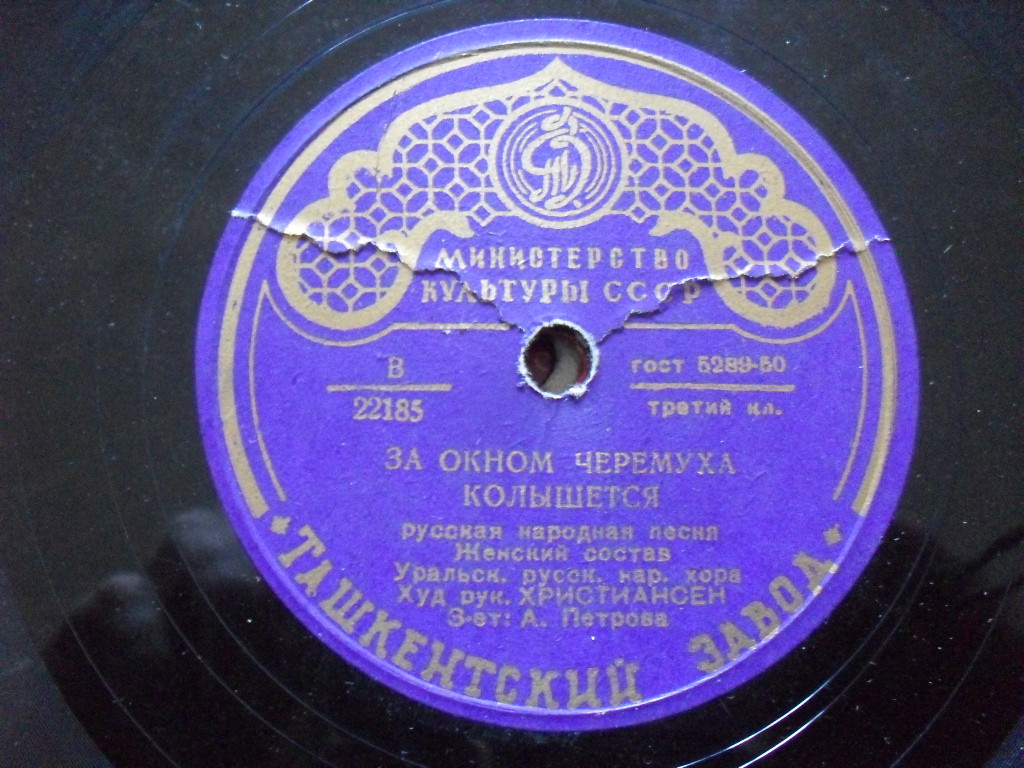 МИНИСТЕРСТВО
КУЛЬТУРЫ СССР
В
22185
ГОСТ 5289-50
третий кл.
ЗА ОКНОМ ЧЕРЕМУХА
КОЛЫШЕТСЯ
русская народная песня
Женский состав
Уральск. русск. нар. хора
Худ рук. ХРИСТИАНСЕН
З-ет: А. Петрова
ТАШКЕНТСКИЙ ЗАВОД